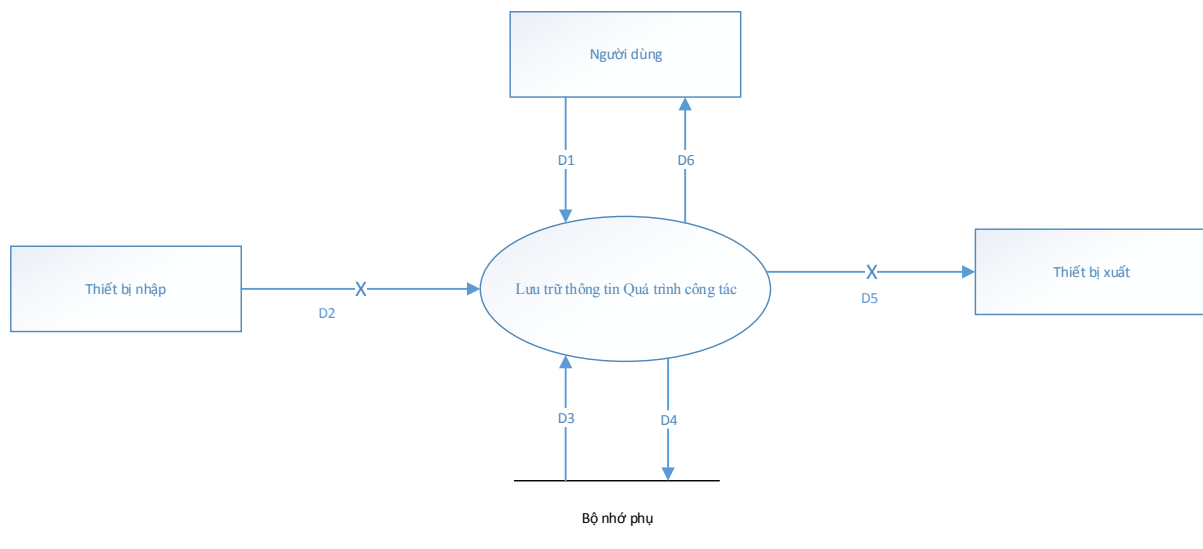 Người dùng
D1
D6
Thiết bị nhập
X
D2
Lưu trữ thông tin Quá trình công tác
X
D5
Thiết bị xuất
D3
D4
Bộ nhớ phụ